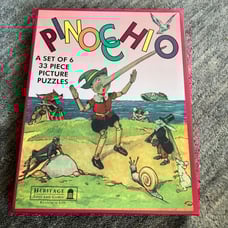 PINOCCHIO
A SET OF 6
33 PIECE
PICTURE
PUZZLES
HERITAGE